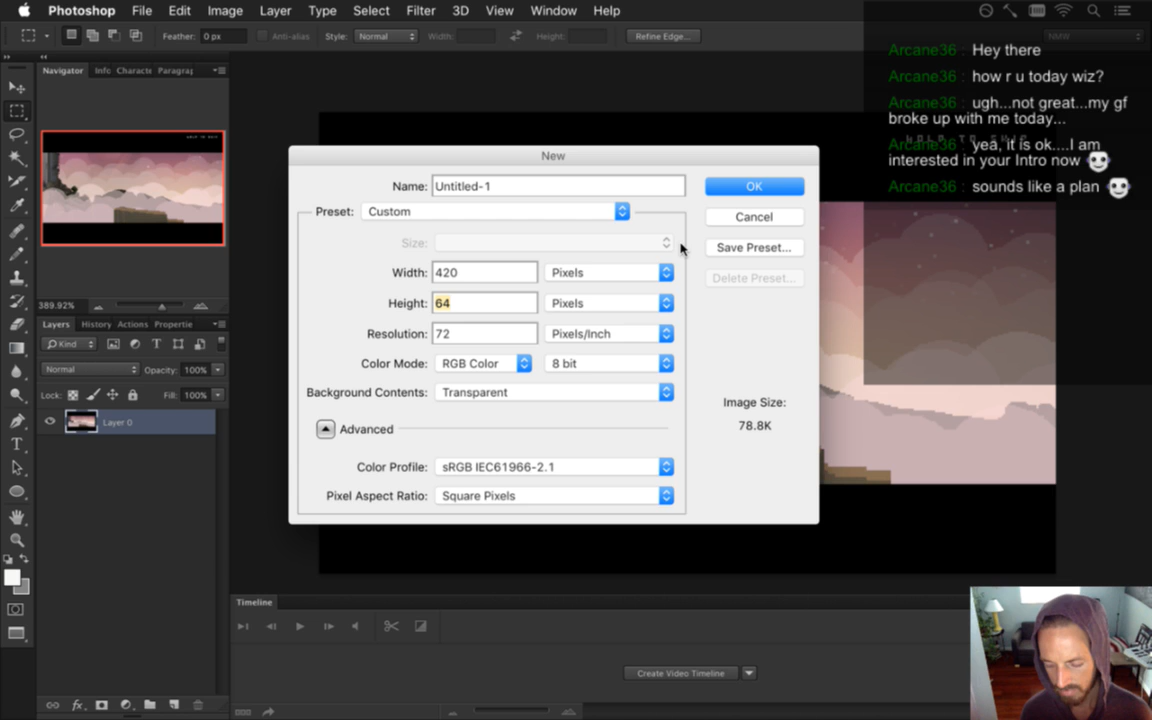 Photoshop File Edit Image Layer Type Select Filter 3D View Window Help
Feather: 0 px Anti-alias Style: Normal Width: Height: Refine Edge...
Navigator Info Characte Paragraj
389.92%
Layers History Actions Propertie
Kind
Normal Opacity: 100%
Lock: Fill: 100%
Layer 0
New
Name: Untitled-1
OK
Preset: Custom
Cancel
Size:
Save Preset...
Width: 420 Pixels
Delete Preset...
Height: 64 Pixels
Resolution: 72 Pixels/Inch
Color Mode: RGB Color 8 bit
Background Contents: Transparent
Image Size:
78.8K
Advanced
Color Profile: sRGB IEC61966-2.1
Pixel Aspect Ratio: Square Pixels
Arcane36 : Hey there
Arcane36 : how r u today wiz?
Arcane36 : ugh...not great...my gf
broke up with me today...
HOLD TO SKIP
Arcane36 : yea, it is ok....I am
interested in your Intro now
Arcane36 : sounds like a plan
Timeline
Create Video Timeline